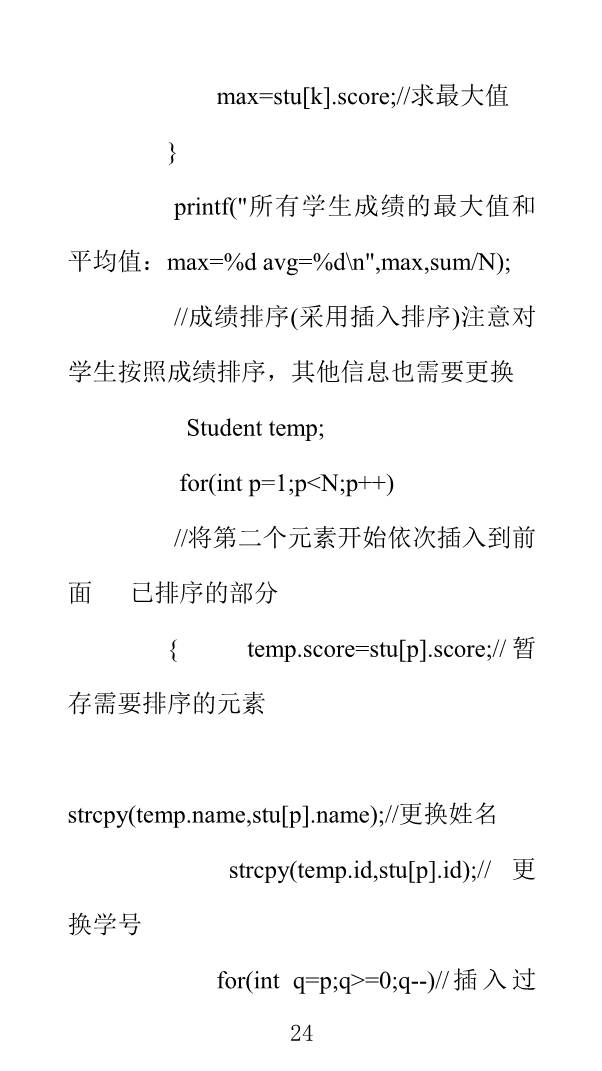 max=stu[k].score;//求最大值
}
printf("所有学生成绩的最大值和
平均值：max=%d avg=%d\n",max,sum/N);
//成绩排序(采用插入排序)注意对
学生按照成绩排序，其他信息也需要更换
Student temp;
for(int p=1;p<N;p++)
//将第二个元素开始依次插入到前
面 已排序的部分
{ temp.score=stu[p].score;// 暂
存需要排序的元素
strcpy(temp.name,stu[p].name);//更换姓名
strcpy(temp.id,stu[p].id);// 更
换学号
for(int q=p;q>=0;q--)//插入过
24